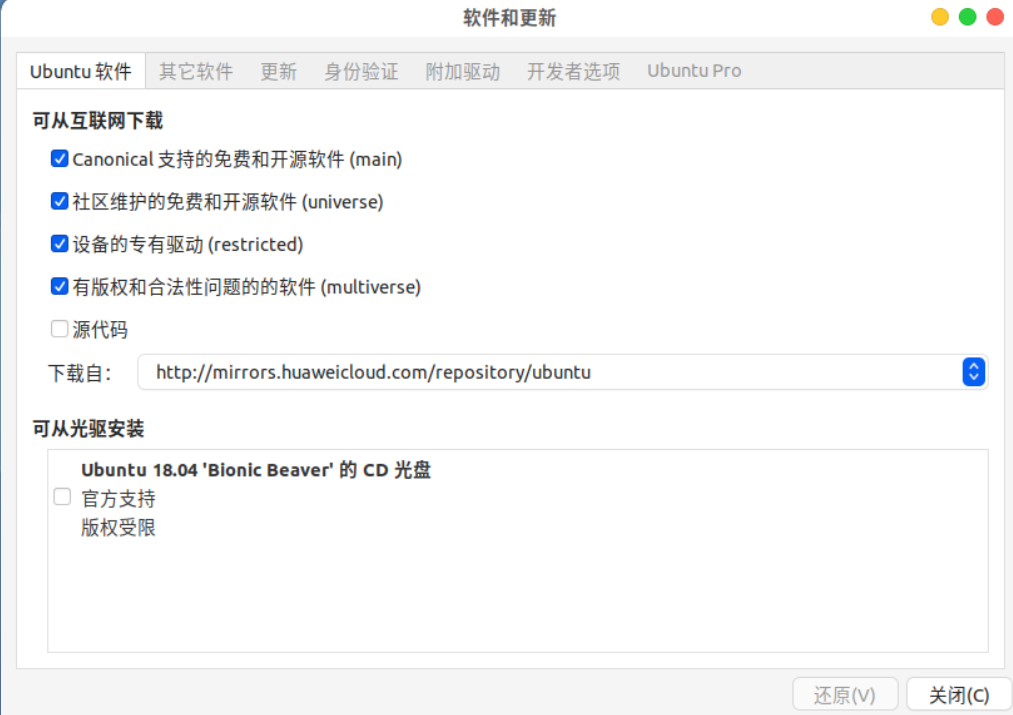 软件和更新
Ubuntu 软件 其它软件 更新 身份验证 附加驱动 开发者选项 Ubuntu Pro
可从互联网下载
Canonical 支持的免费和开源软件 (main)
社区维护的免费和开源软件 (universe)
设备的专有驱动 (restricted)
有版权和合法性问题的的软件 (multiverse)
源代码
下载自： http://mirrors.huaweicloud.com/repository/ubuntu
可从光驱安装
Ubuntu 18.04 'Bionic Beaver' 的 CD 光盘
官方支持
版权受限
还原(V) 关闭(C)